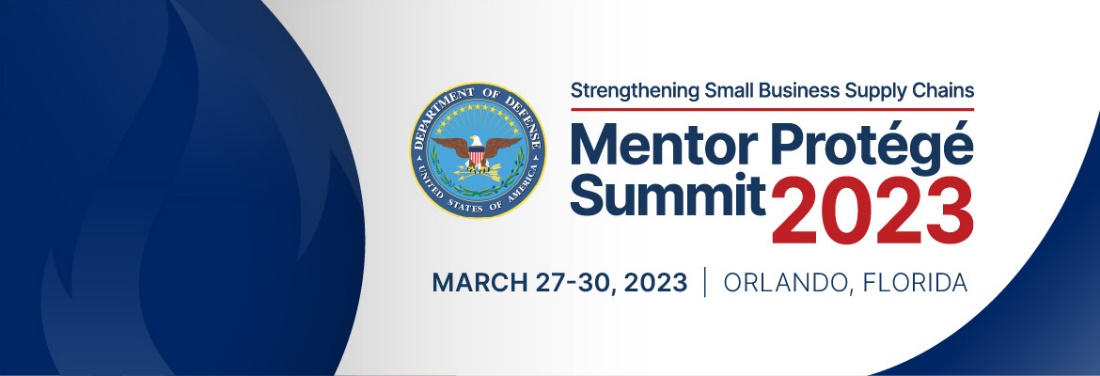 DEPARTMENT OF DEFENSE
UNITED STATES OF AMERICA
Strengthening Small Business Supply Chains
Mentor Protégé
Summit 2023
MARCH 27-30, 2023 | ORLANDO, FLORIDA